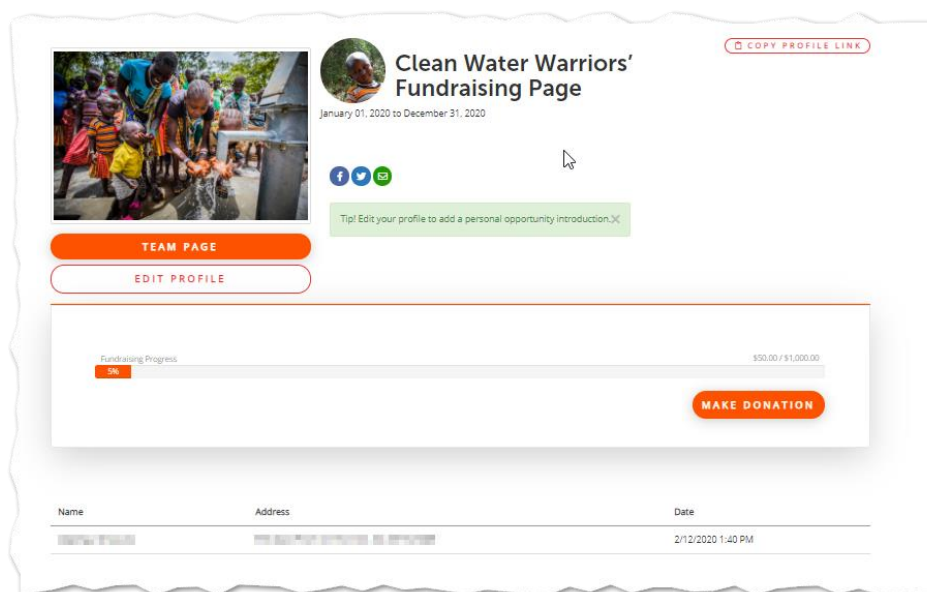 COPY PROFILE LINK
Clean Water Warriors'
Fundraising Page
January 01, 2020 to December 31, 2020
Tip! Edit your profile to add a personal opportunity introduction.
TEAM PAGE
EDIT PROFILE
Fundraising Progress
$50.00 / $1,000.00
5%
MAKE DONATION
Name Address Date
2/12/2020 1:40 PM